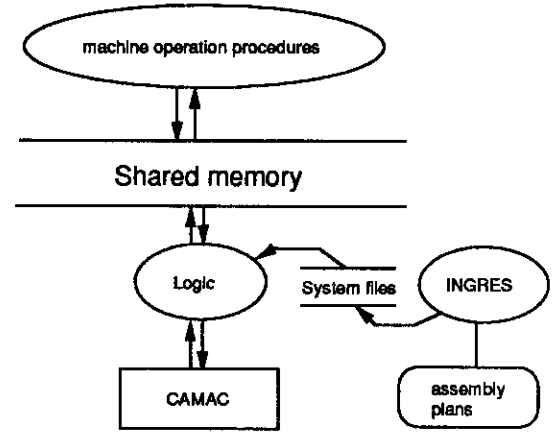 machine operation procedures
Shared memory
Logic
System files
INGRES
CAMAC
assembly
plans